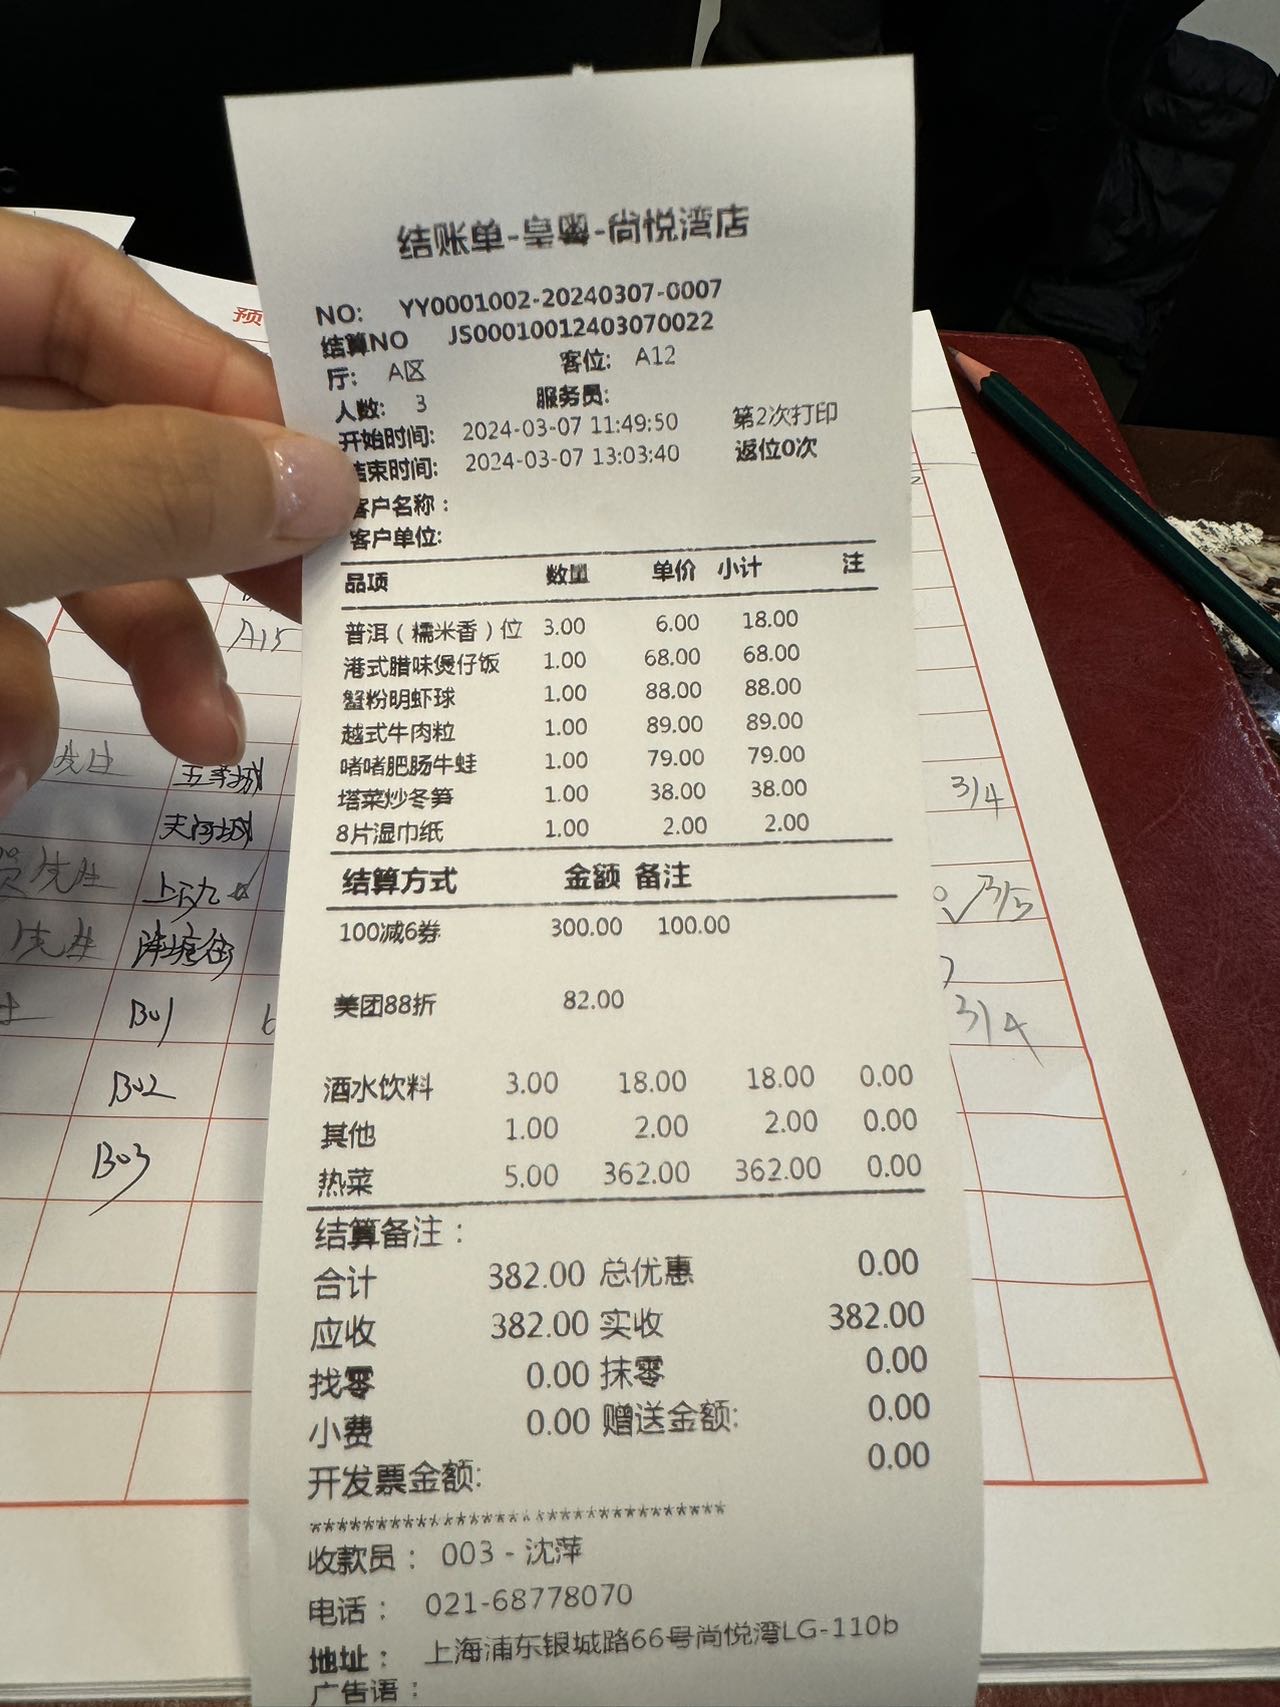 结账单-皇粤-尚悦湾店
NO: YY0001002-20240307-0007
结算NO JS00010012403070022
厅: A区 客位: A12
人数: 3 服务员:
开始时间: 2024-03-07 11:49:50 第2次打印
结束时间: 2024-03-07 13:03:40 返位0次
客户名称：
客户单位:
品项 数量 单价 小计 注
普洱（糯米香）位 3.00 6.00 18.00
港式腊味煲仔饭 1.00 68.00 68.00
蟹粉明虾球 1.00 88.00 88.00
越式牛肉粒 1.00 89.00 89.00
啫啫肥肠牛蛙 1.00 79.00 79.00
塔菜炒冬笋 1.00 38.00 38.00
8片湿巾纸 1.00 2.00 2.00
结算方式 金额 备注
100减6券 300.00 100.00
美团88折 82.00
酒水饮料 3.00 18.00 18.00 0.00
其他 1.00 2.00 2.00 0.00
热菜 5.00 362.00 362.00 0.00
结算备注：
合计 382.00 总优惠 0.00
应收 382.00 实收 382.00
找零 0.00 抹零 0.00
小费 0.00 赠送金额: 0.00
开发票金额: 0.00
********************************
收款员： 003 - 沈萍
电话： 021-68778070
地址： 上海浦东银城路66号尚悦湾LG-110b
广告语：
预
A15
先生
天河城
先生 上下九
先生
B01
B02
B03
3/4
3/5
3/4